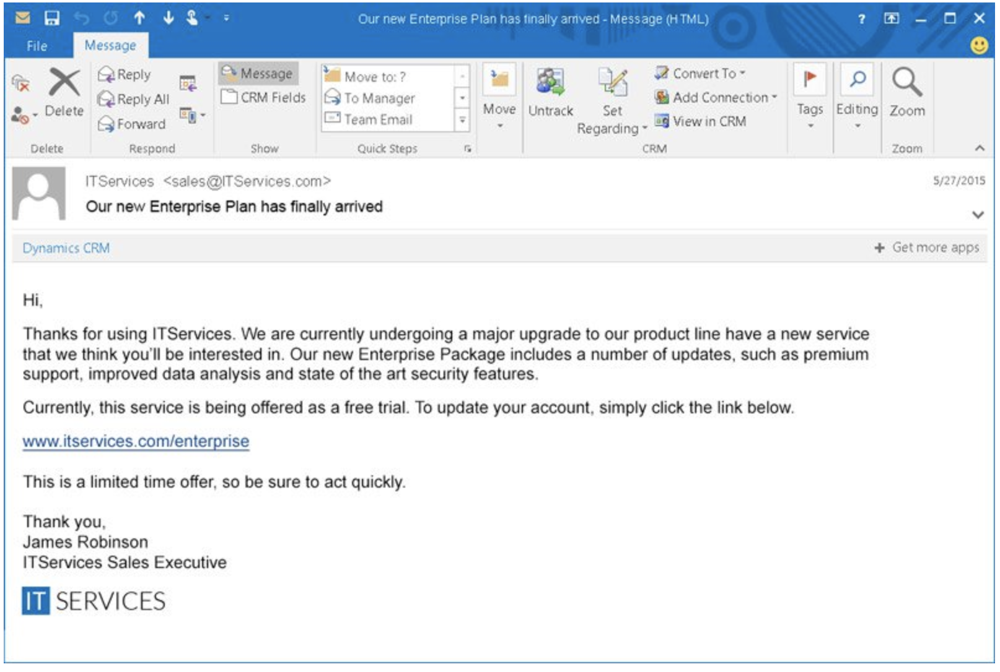 Our new Enterprise Plan has finally arrived - Message (HTML)
?
File
Message
Delete
Reply
Reply All
Forward
Message
CRM Fields
Move to: ?
To Manager
Team Email
Move
Untrack
Set
Regarding
Convert To
Add Connection
View in CRM
Tags
Editing
Zoom
Delete
Respond
Show
Quick Steps
CRM
Zoom
ITServices <sales@ITServices.com>
5/27/2015
Our new Enterprise Plan has finally arrived
Dynamics CRM
+ Get more apps
Hi,
Thanks for using ITServices. We are currently undergoing a major upgrade to our product line have a new service
that we think you'll be interested in. Our new Enterprise Package includes a number of updates, such as premium
support, improved data analysis and state of the art security features.
Currently, this service is being offered as a free trial. To update your account, simply click the link below.
www.itservices.com/enterprise
This is a limited time offer, so be sure to act quickly.
Thank you,
James Robinson
ITServices Sales Executive
IT SERVICES